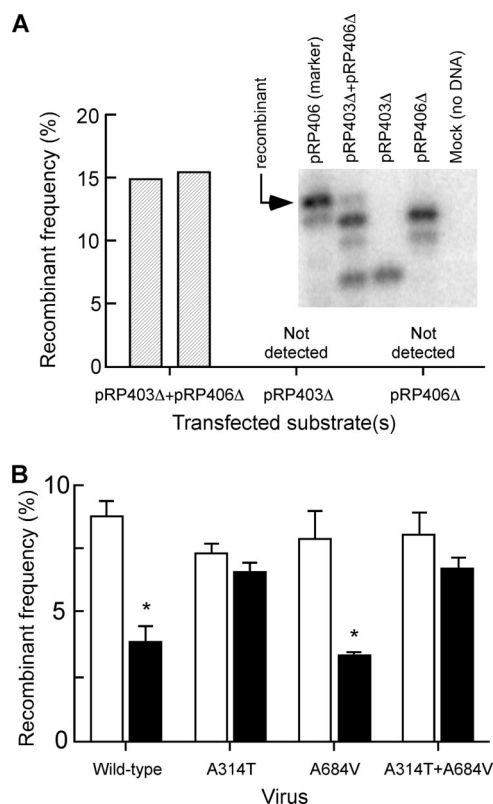 A
Recombinant frequency (%)
20
15
10
5
0
recombinant
pRP406 (marker)
pRP403Δ+pRP406Δ
pRP403Δ
pRP406Δ
Mock (no DNA)
Not detected
Not detected
pRP403Δ+pRP406Δ
pRP403Δ
pRP406Δ
Transfected substrate(s)
B
Recombinant frequency (%)
10
5
0
*
*
Wild-type
A314T
A684V
A314T+A684V
Virus